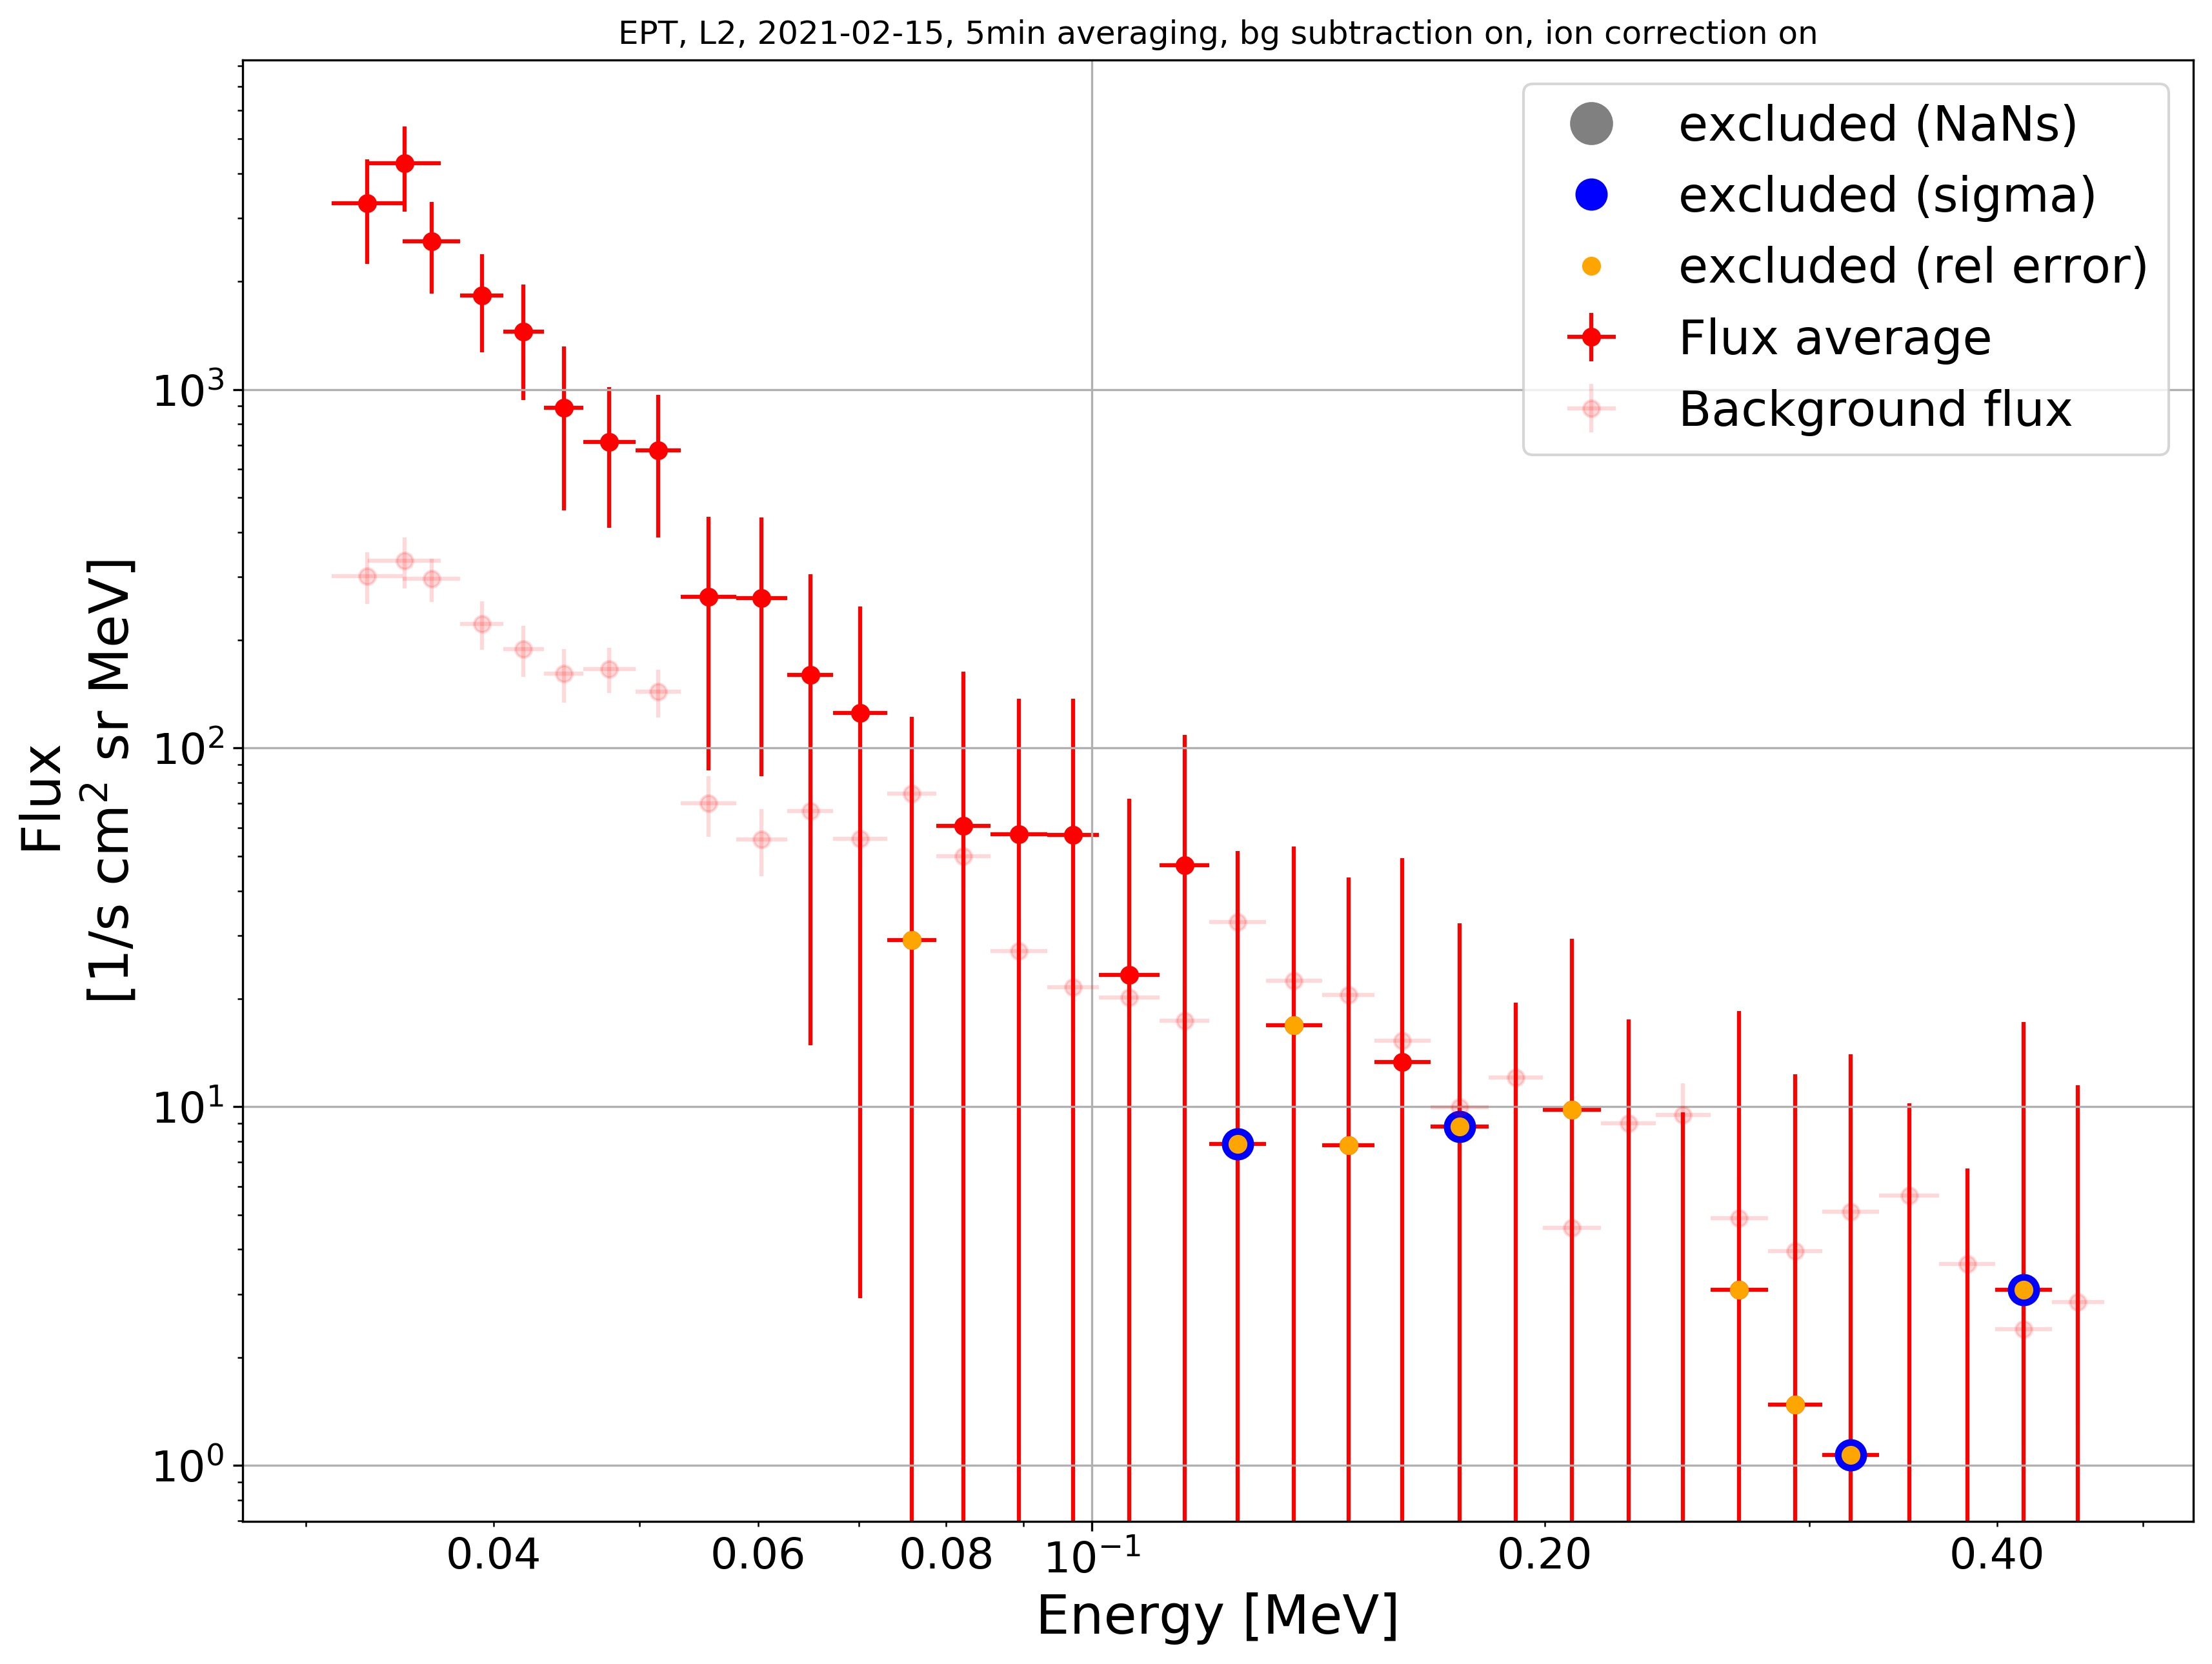 EPT, L2, 2021-02-15, 5min averaging, bg subtraction on, ion correction on
excluded (NaNs)
excluded (sigma)
excluded (rel error)
Flux average
Background flux
10³
10²
10¹
10⁰
Flux
[1/s cm² sr MeV]
0.04
0.06
0.08
10⁻¹
0.20
0.40
Energy [MeV]